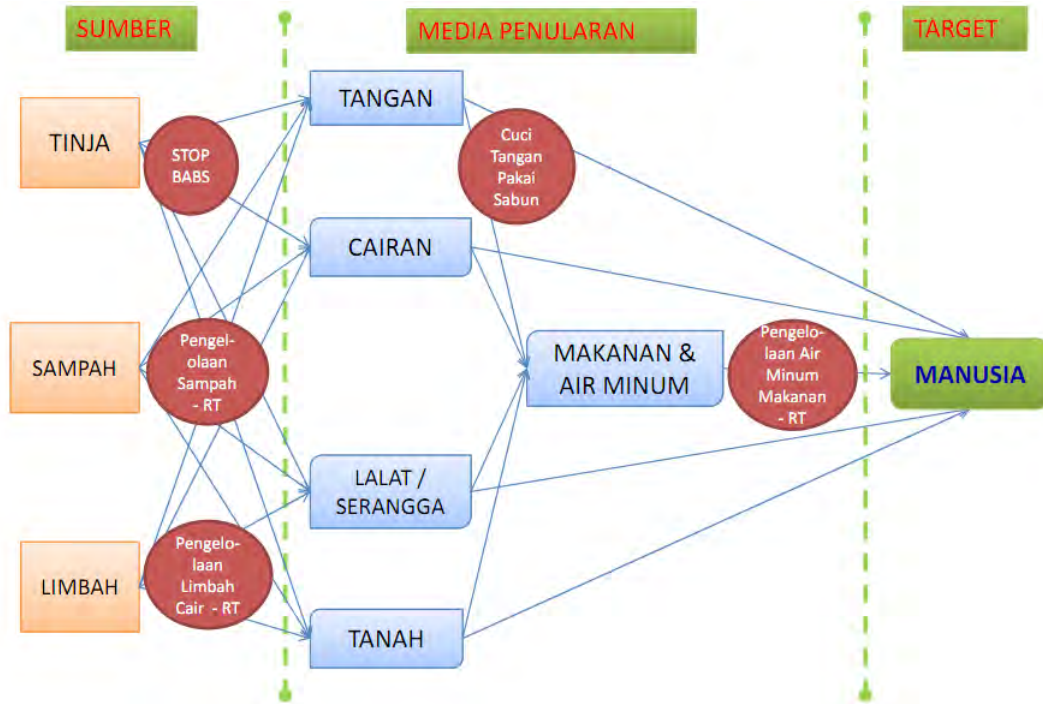 SUMBER
MEDIA PENULARAN
TARGET
TINJA
STOP
BABS
TANGAN
Cuci
Tangan
Pakai
Sabun
CAIRAN
SAMPAH
Pengel-
olaan
Sampah
- RT
MAKANAN &
AIR MINUM
Pengelo-
laan Air
Minum
Makanan
- RT
MANUSIA
LALAT /
SERANGGA
LIMBAH
Pengelo-
laan
Limbah
Cair - RT
TANAH